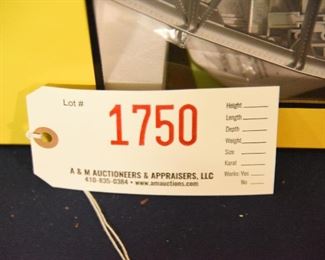 Lot #
1750
A & M AUCTIONEERS & APPRAISERS, LLC
410-835-0384 • www.amauctions.com
Height
Length
Depth
Weight
Size
Karat
Works: Yes
No